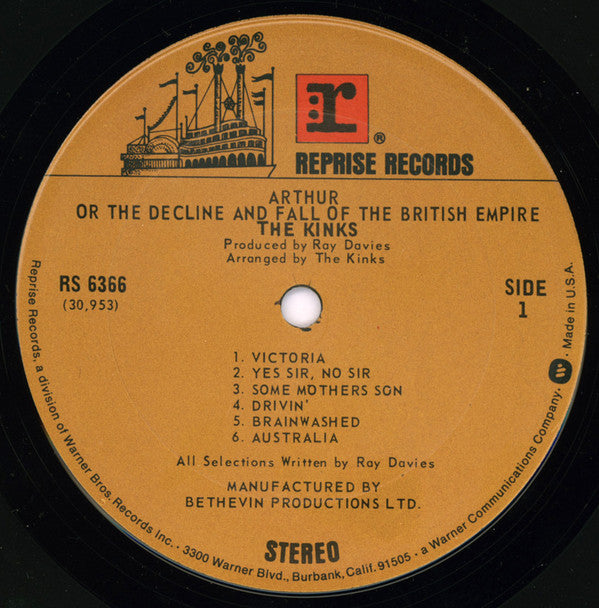 r®
REPRISE RECORDS
ARTHUR
OR THE DECLINE AND FALL OF THE BRITISH EMPIRE
THE KINKS
Produced by Ray Davies
Arranged by The Kinks
RS 6366
(30,953)
SIDE
1
1. VICTORIA
2. YES SIR, NO SIR
3. SOME MOTHERS SON
4. DRIVIN'
5. BRAINWASHED
6. AUSTRALIA
All Selections Written by Ray Davies
MANUFACTURED BY
BETHEVIN PRODUCTIONS LTD.
STEREO
Reprise Records, a division of Warner Bros. Records Inc. · 3300 Warner Blvd., Burbank, Calif. 91505 · a Warner Communications Company · Made in U.S.A.